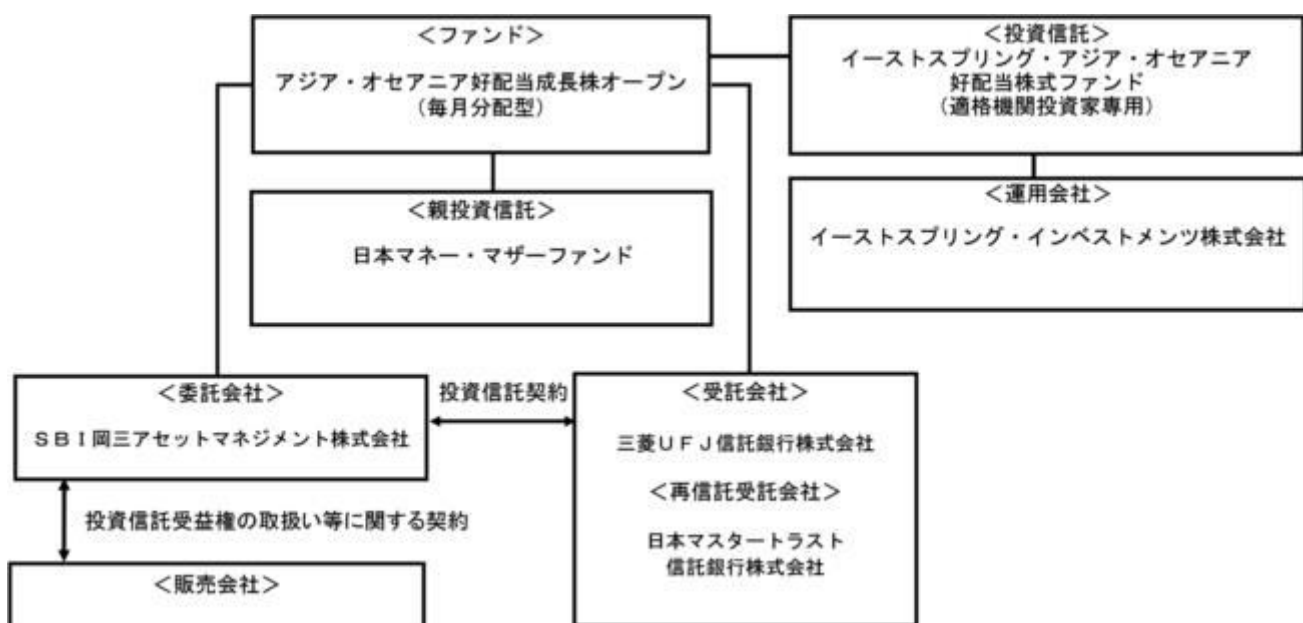 ＜ファンド＞
アジア・オセアニア好配当成長株オープン
（毎月分配型）
＜投資信託＞
イーストスプリング・アジア・オセアニア
好配当株式ファンド
（適格機関投資家専用）
＜親投資信託＞
日本マネー・マザーファンド
＜運用会社＞
イーストスプリング・インベストメンツ株式会社
＜委託会社＞
ＳＢＩ岡三アセットマネジメント株式会社
投資信託契約
＜受託会社＞
三菱ＵＦＪ信託銀行株式会社
＜再信託受託会社＞
日本マスタートラスト
信託銀行株式会社
投資信託受益権の取扱い等に関する契約
＜販売会社＞